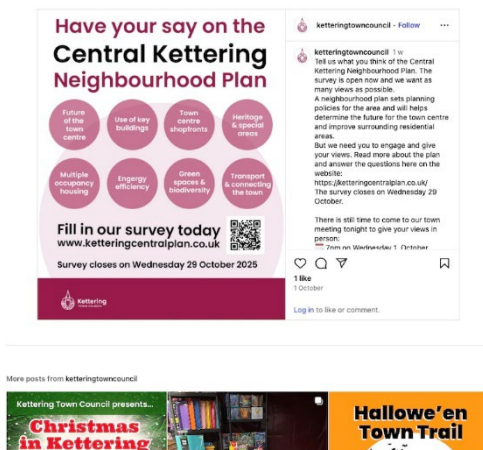 Have your say on the
Central Kettering
Neighbourhood Plan
Future
of the
town
centre
Use of key
buildings
Town
centre
shopfronts
Heritage
& special
areas
Multiple
occupancy
housing
Engergy
efficiency
Green
spaces &
biodiversity
Transport
& connecting
the town
Fill in our survey today
www.ketteringcentralplan.co.uk
Survey closes on Wednesday 29 October 2025
Kettering
ketteringtowncouncil • Follow
ketteringtowncouncil 1 w
Tell us what you think of the Central
Kettering Neighbourhood Plan. The
survey is open now and we want as
many views as possible.
A neighbourhood plan sets planning
policies for the area and will helps
determine the future for the town centre
and improve surrounding residential
areas.
But we need you to engage and give
your views. Read more about the plan
and answer the questions here on the
website:
https://ketteringcentralplan.co.uk/
The survey closes on Wednesday 29
October.
There is still time to come to our town
meeting tonight to give your views in
person:
7pm on Wednesday 1 October
1 like
1 October
Log in to like or comment.
More posts from ketteringtowncouncil
Kettering Town Council presents...
Christmas
in Kettering
Hallowe'en
Town Trail